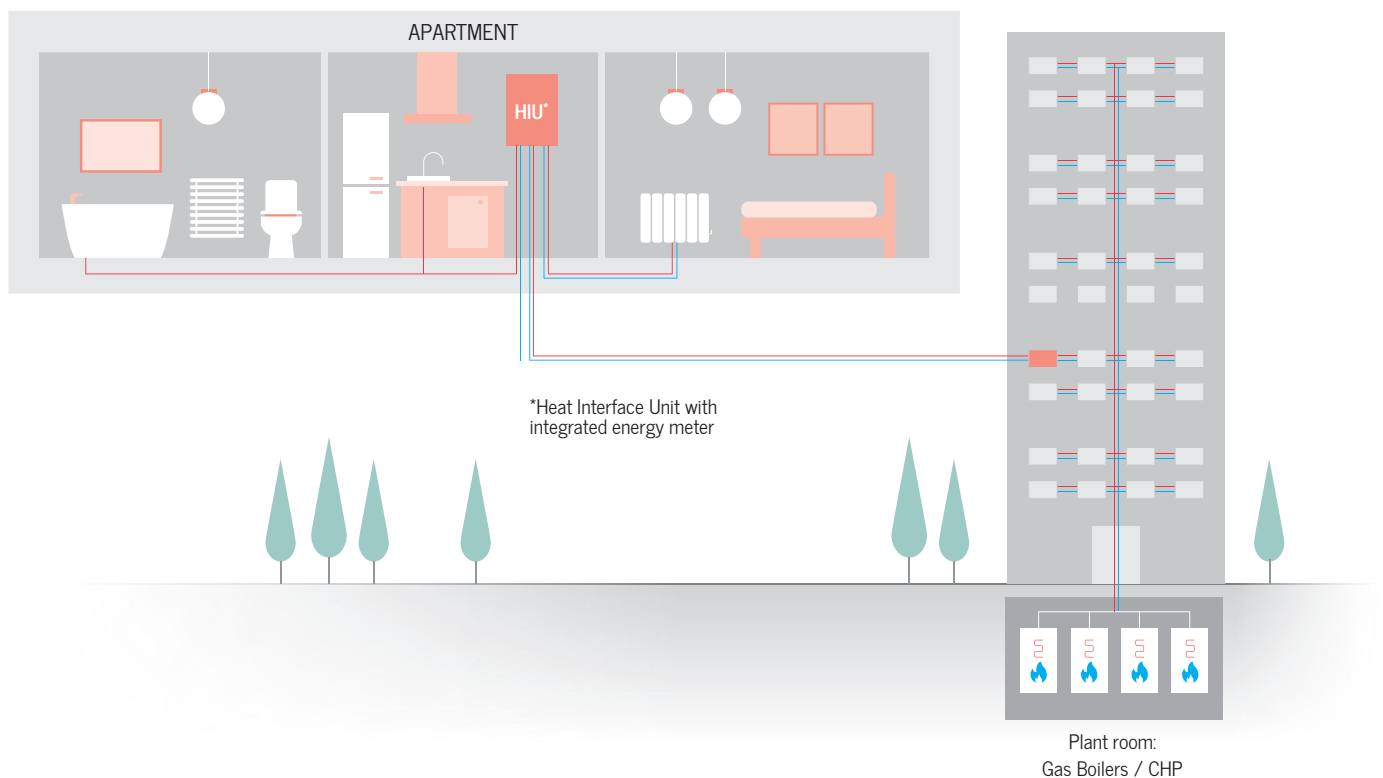 APARTMENT
HIU*
*Heat Interface Unit with
integrated energy meter
Plant room:
Gas Boilers / CHP